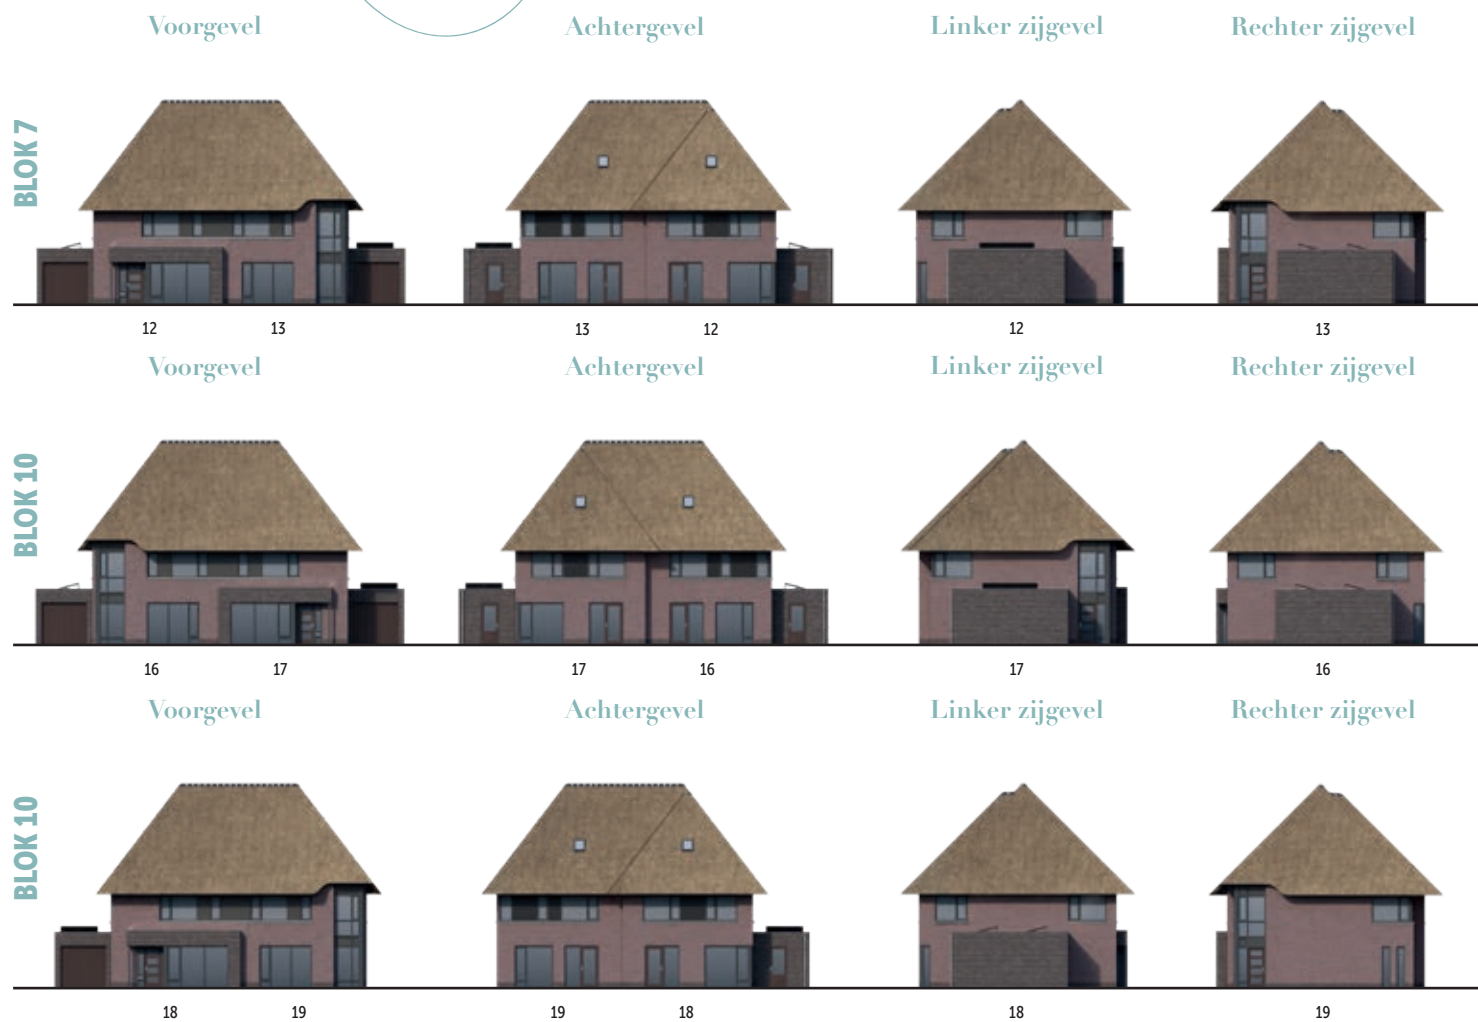 Voorgevel Achtergevel Linker zijgevel Rechter zijgevel
BLOK 7
12 13 13 12 12 13
Voorgevel Achtergevel Linker zijgevel Rechter zijgevel
BLOK 10
16 17 17 16 17 16
Voorgevel Achtergevel Linker zijgevel Rechter zijgevel
BLOK 10
18 19 19 18 18 19